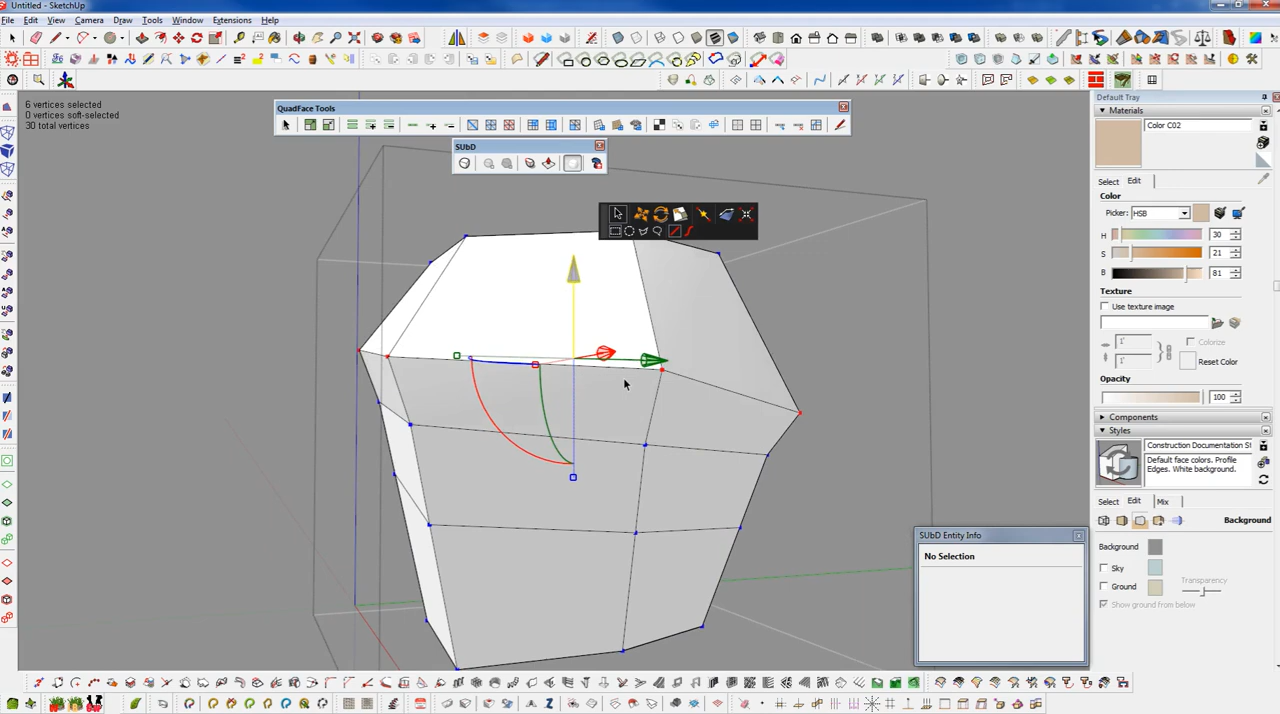 Untitled - SketchUp
File Edit View Camera Draw Tools Window Extensions Help
6 vertices selected
0 vertices soft-selected
30 total vertices
QuadFace Tools
SUbD
Default Tray
Materials
Color C02
Select Edit
Color
Picker: HSB
H 30
S 21
B 81
Texture
Use texture image
1'
Colorize
1'
Reset Color
Opacity
100
Components
Styles
Construction Documentation St
Default face colors. Profile
Edges. White background.
Select Edit Mix
Background
Background
Sky
Transparency
Ground
Show ground from below
SUbD Entity Info
No Selection